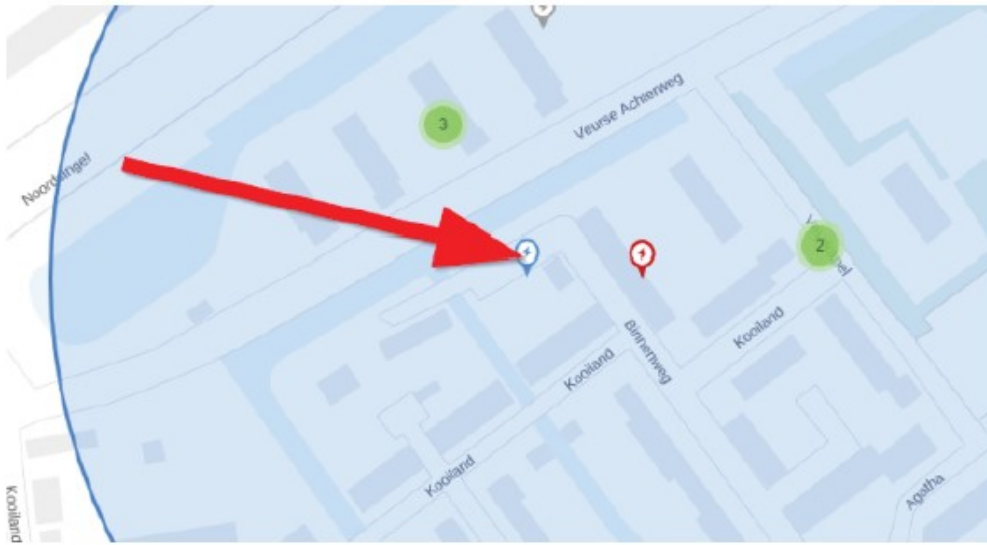 3
Veurse Achterweg
Noordsingel
2
Binnenweg
Kooiland
Kooiland
Kooiland
Agatha
Kooiland